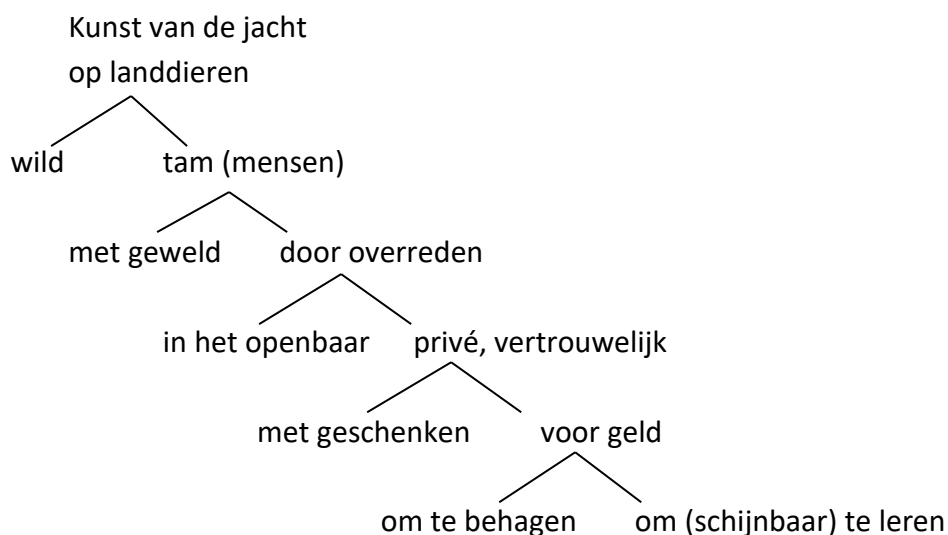 Kunst van de jacht
op landdieren
wild tam (mensen)
met geweld door overreden
in het openbaar privé, vertrouwelijk
met geschenken voor geld
om te behagen om (schijnbaar) te leren